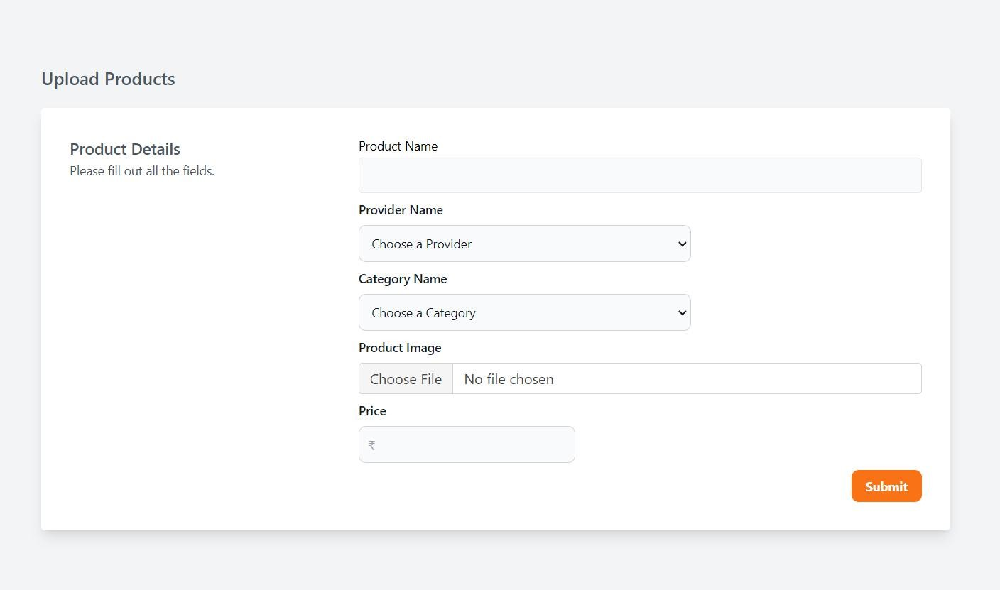 Upload Products
Product Details
Please fill out all the fields.
Product Name
Provider Name
Choose a Provider
Category Name
Choose a Category
Product Image
Choose File No file chosen
Price
₹
Submit